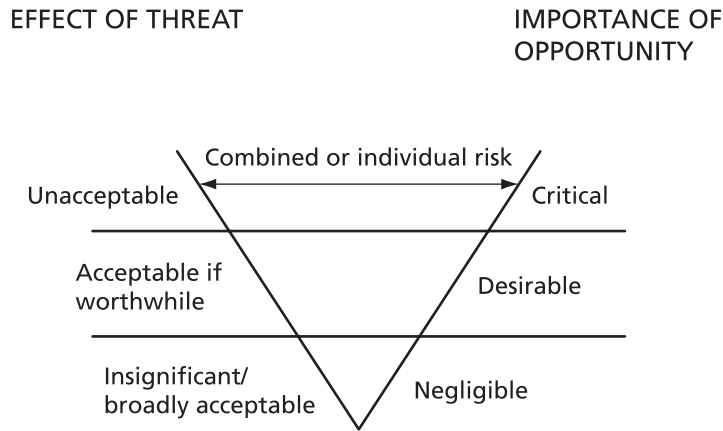 EFFECT OF THREAT
IMPORTANCE OF
OPPORTUNITY
Combined or individual risk
Unacceptable
Critical
Acceptable if
worthwhile
Desirable
Insignificant/
broadly acceptable
Negligible